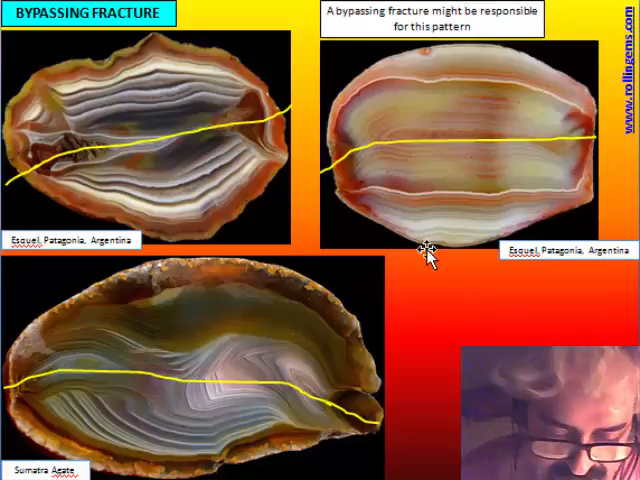 BYPASSING FRACTURE
A bypassing fracture might be responsible
for this pattern
www.rollingems.com
Esquel, Patagonia, Argentina
Esquel, Patagonia, Argentina
Sumatra Agate